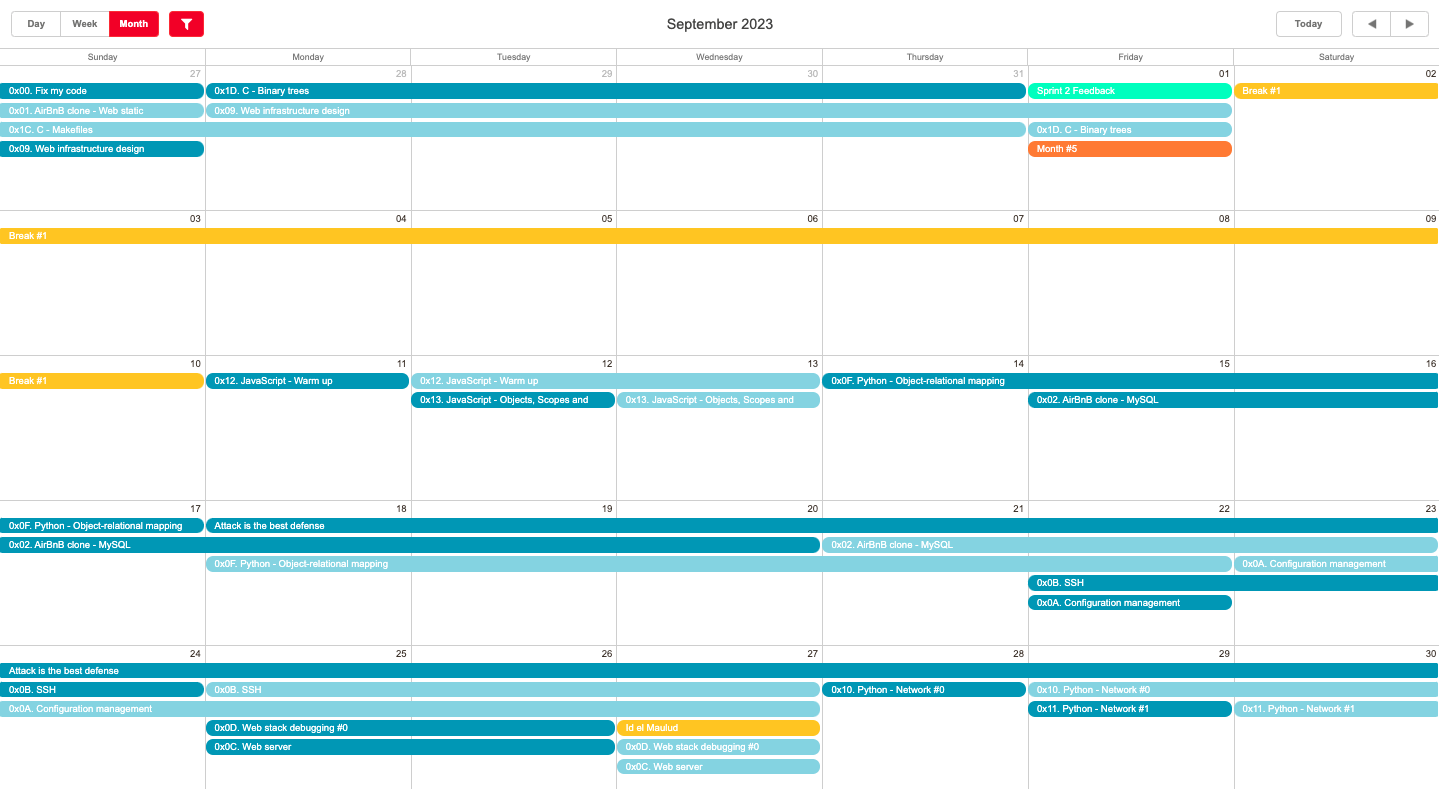 Day Week Month September 2023 Today
Sunday Monday Tuesday Wednesday Thursday Friday Saturday
27 28 29 30 31 01 02
0x00. Fix my code 0x1D. C - Binary trees Sprint 2 Feedback Break #1
0x01. AirBnB clone - Web static 0x09. Web infrastructure design
0x1C. C - Makefiles 0x1D. C - Binary trees
0x09. Web infrastructure design Month #5
03 04 05 06 07 08 09
Break #1
10 11 12 13 14 15 16
Break #1 0x12. JavaScript - Warm up 0x12. JavaScript - Warm up 0x0F. Python - Object-relational mapping
0x13. JavaScript - Objects, Scopes and 0x13. JavaScript - Objects, Scopes and 0x02. AirBnB clone - MySQL
17 18 19 20 21 22 23
0x0F. Python - Object-relational mapping Attack is the best defense
0x02. AirBnB clone - MySQL 0x02. AirBnB clone - MySQL
0x0F. Python - Object-relational mapping 0x0A. Configuration management
0x0B. SSH
0x0A. Configuration management
24 25 26 27 28 29 30
Attack is the best defense
0x0B. SSH 0x0B. SSH 0x10. Python - Network #0 0x10. Python - Network #0
0x0A. Configuration management 0x11. Python - Network #1 0x11. Python - Network #1
0x0D. Web stack debugging #0 Id el Maulud
0x0C. Web server 0x0D. Web stack debugging #0
0x0C. Web server